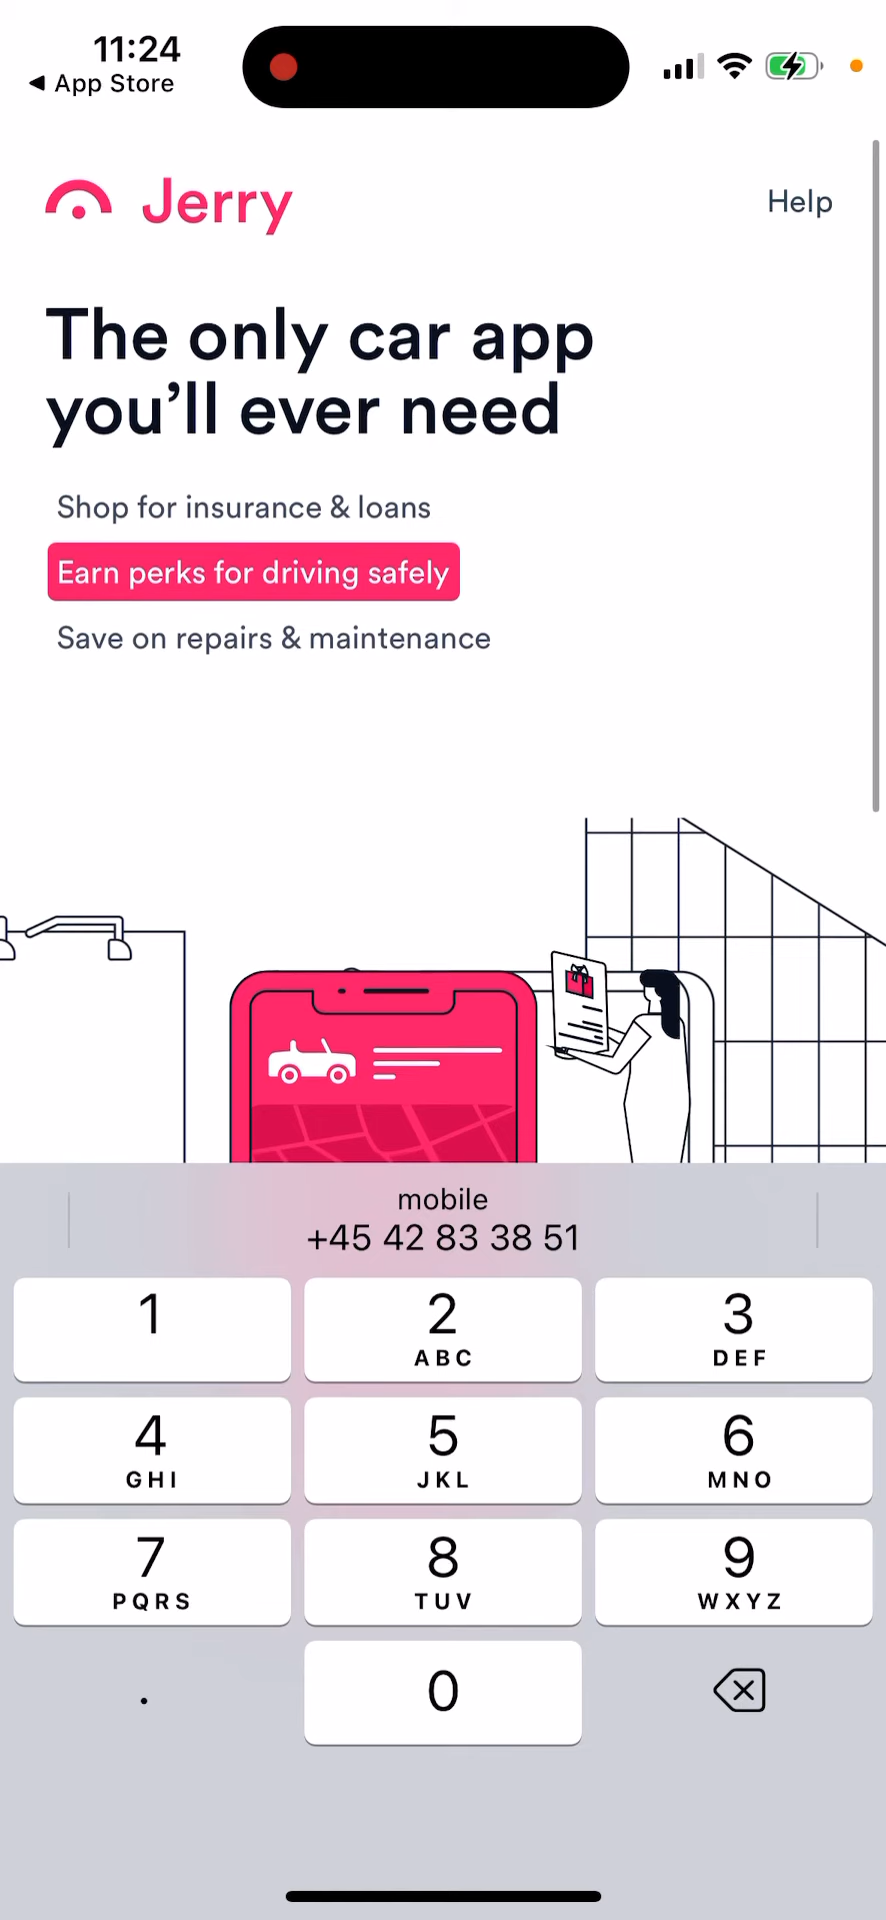 11:24
App Store
Jerry
Help
The only car app
you’ll ever need
Shop for insurance & loans
Earn perks for driving safely
Save on repairs & maintenance
mobile
+45 42 83 38 51
1
2
ABC
3
DEF
4
GHI
5
JKL
6
MNO
7
PQRS
8
TUV
9
WXYZ
.
0